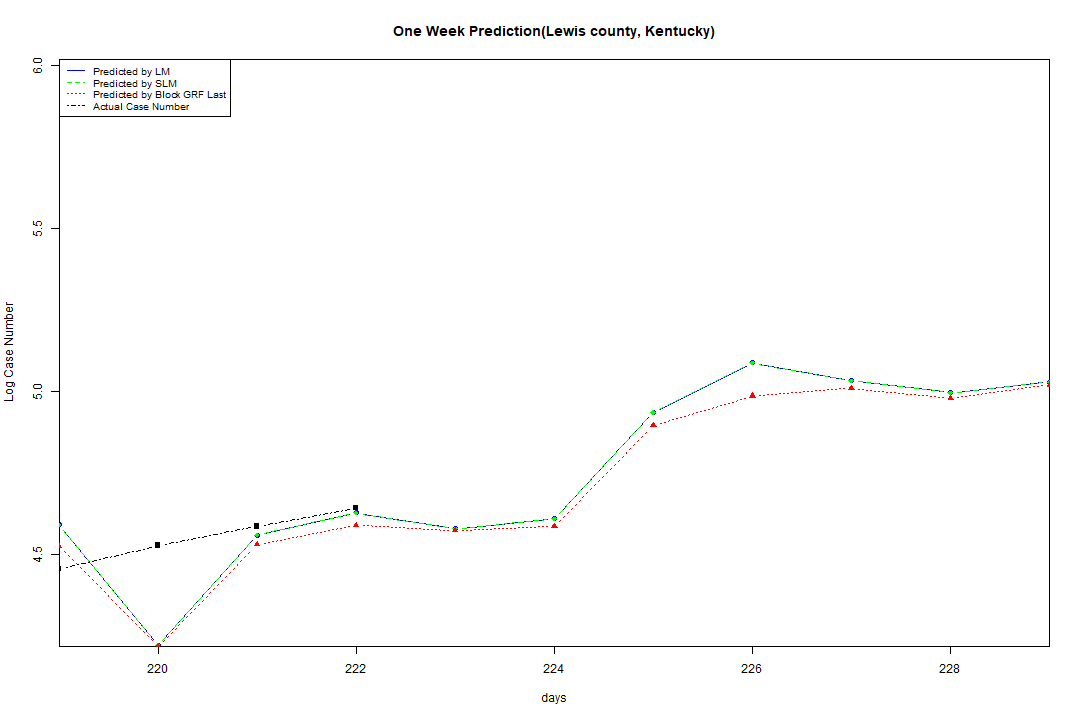 One Week Prediction(Lewis county, Kentucky)
Predicted by LM
Predicted by SLM
Predicted by Block GRF Last
Actual Case Number
6.0
5.5
5.0
4.5
Log Case Number
220 222 224 226 228
days